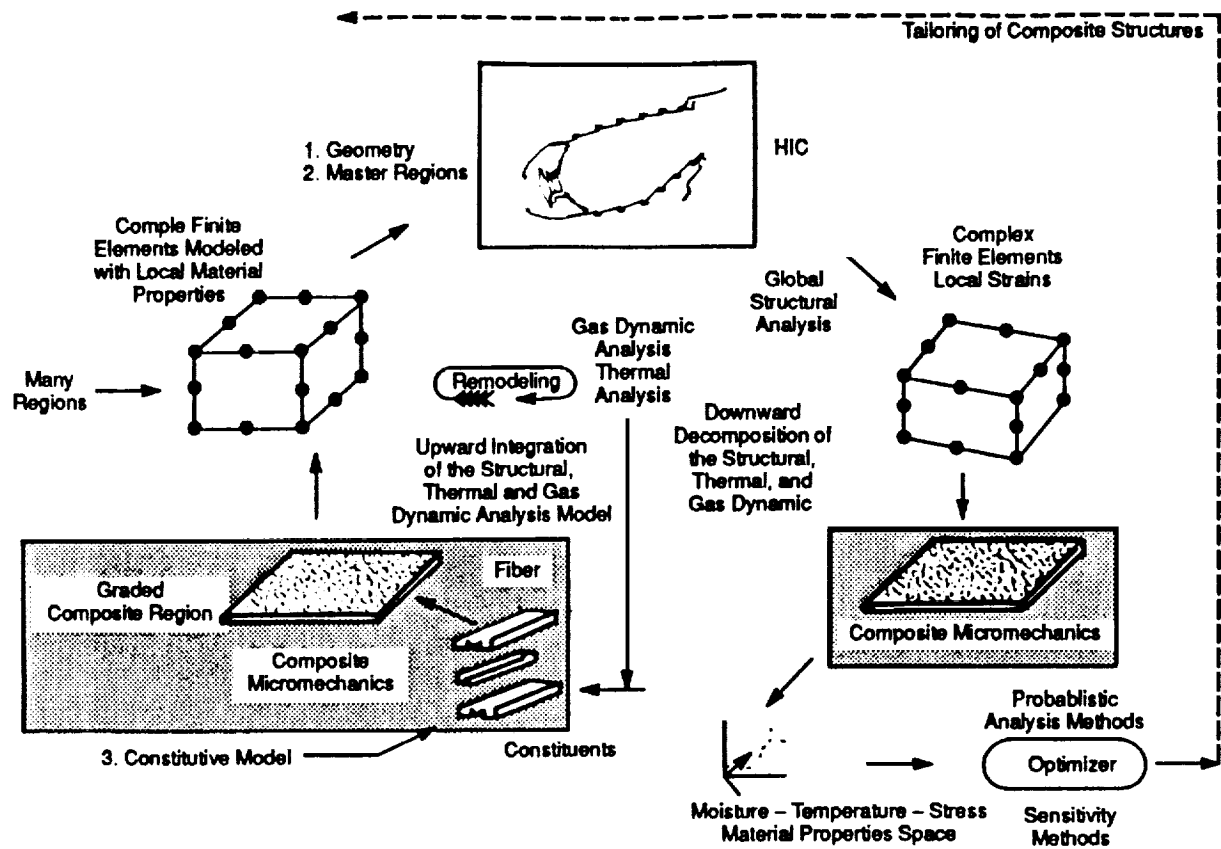 Tailoring of Composite Structures
1. Geometry
2. Master Regions
HIC
Comple Finite
Elements Modeled
with Local Material
Properties
Complex
Finite Elements
Local Strains
Global
Structural
Analysis
Gas Dynamic
Analysis
Thermal
Analysis
Remodeling
Many
Regions
Downward
Decomposition of
the Structural,
Thermal, and
Gas Dynamic
Upward Integration
of the Structural,
Thermal and Gas
Dynamic Analysis Model
Graded
Composite Region
Fiber
Composite
Micromechanics
Composite Micromechanics
3. Constitutive Model
Constituents
Probablistic
Analysis Methods
Optimizer
Moisture – Temperature – Stress
Material Properties Space
Sensitivity
Methods